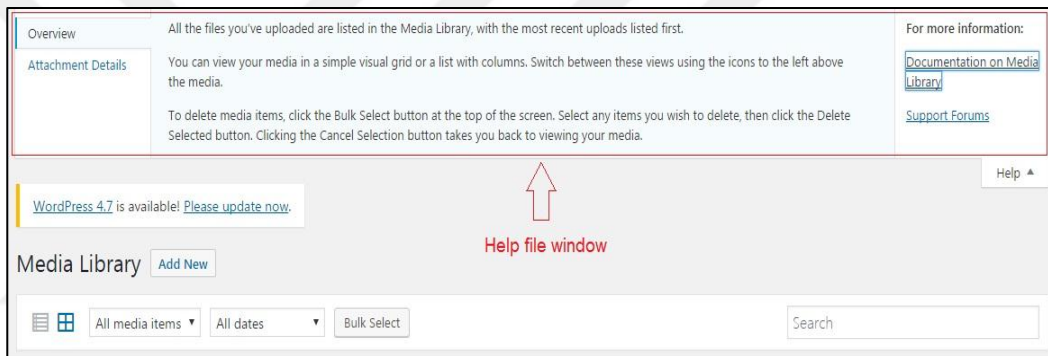 Overview
Attachment Details
All the files you've uploaded are listed in the Media Library, with the most recent uploads listed first.
You can view your media in a simple visual grid or a list with columns. Switch between these views using the icons to the left above
the media.
To delete media items, click the Bulk Select button at the top of the screen. Select any items you wish to delete, then click the Delete
Selected button. Clicking the Cancel Selection button takes you back to viewing your media.
For more information:
Documentation on Media
Library
Support Forums
Help
WordPress 4.7 is available! Please update now.
Help file window
Media Library Add New
All media items All dates Bulk Select Search